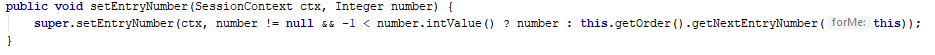 public void setEntryNumber(SessionContext ctx, Integer number) {
    super.setEntryNumber(ctx, number != null && -1 < number.intValue() ? number : this.getOrder().getNextEntryNumber( forMe: this));
}